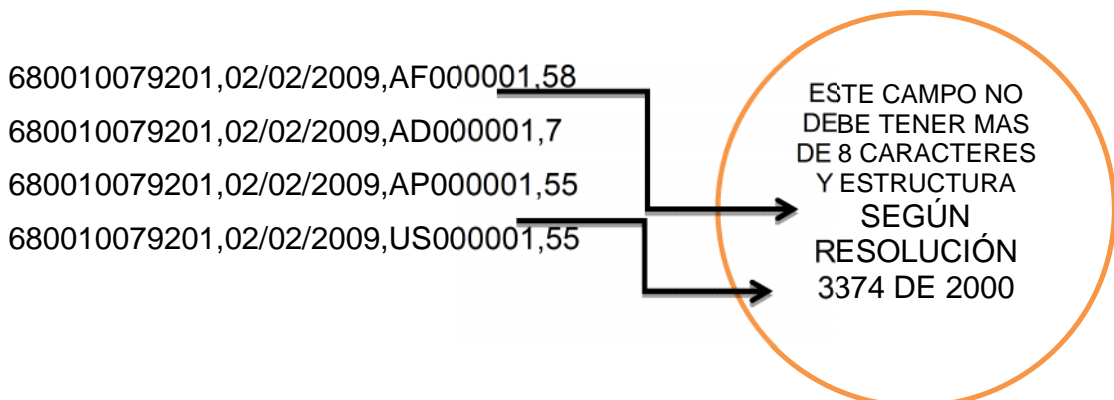 680010079201,02/02/2009,AF000001,58
680010079201,02/02/2009,AD000001,7
680010079201,02/02/2009,AP000001,55
680010079201,02/02/2009,US000001,55
ESTE CAMPO NO
DEBE TENER MAS
DE 8 CARACTERES
Y ESTRUCTURA
SEGÚN
RESOLUCIÓN
3374 DE 2000